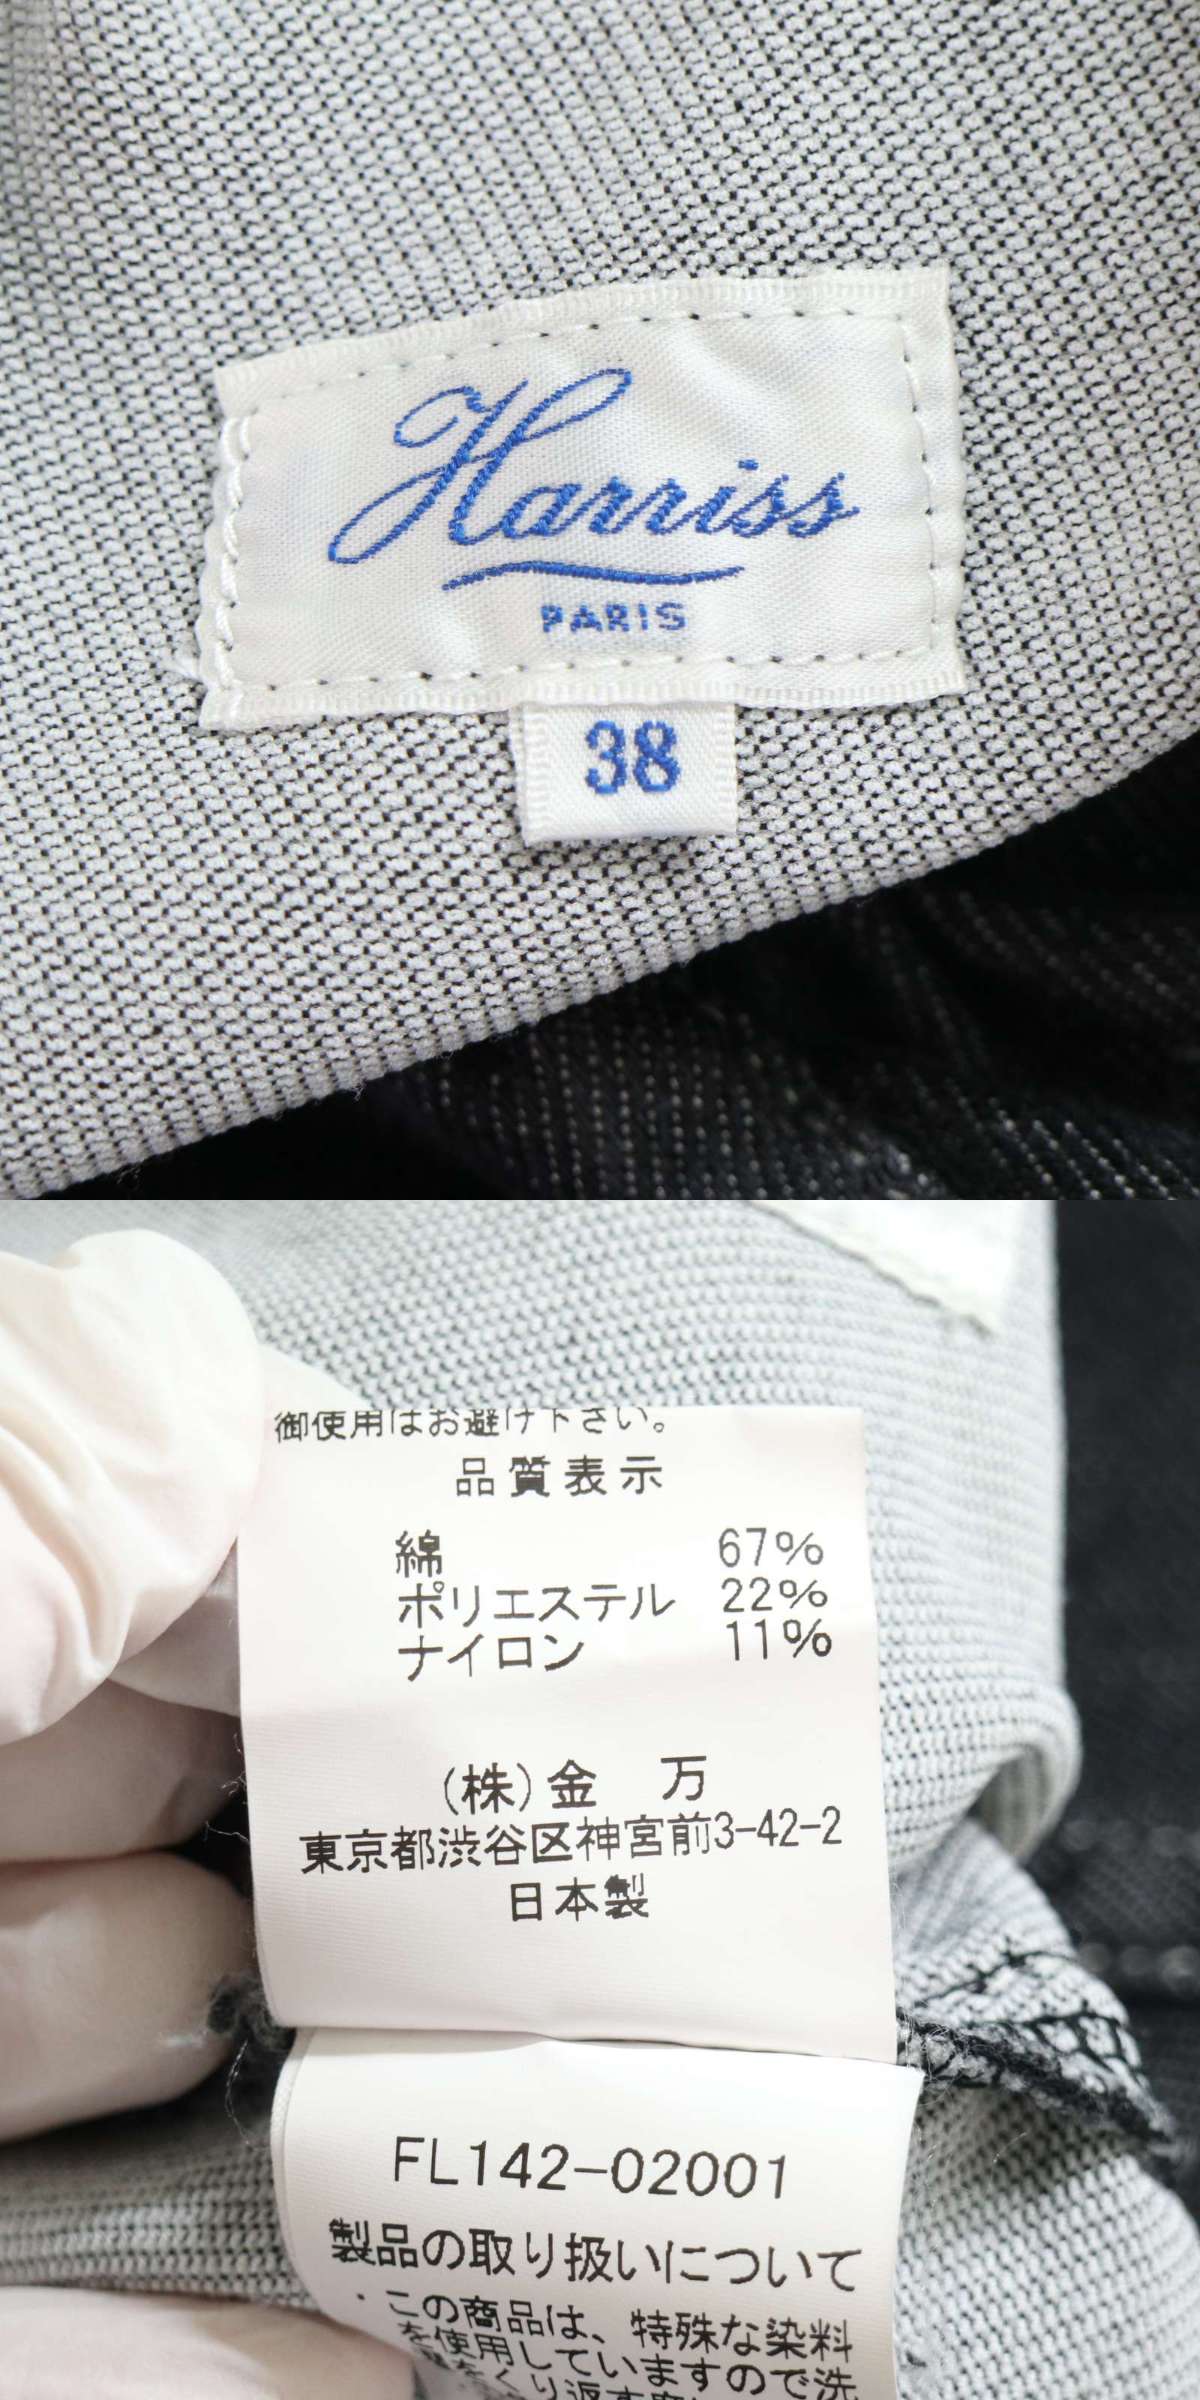 Harriss
PARIS
38
御使用はお避け下さい。
品質表示
綿 67%
ポリエステル 22%
ナイロン 11%
(株)金 万
東京都渋谷区神宮前3-42-2
日本製
FL142-02001
製品の取り扱いについて
・この商品は、特殊な染料
を使用していますので洗